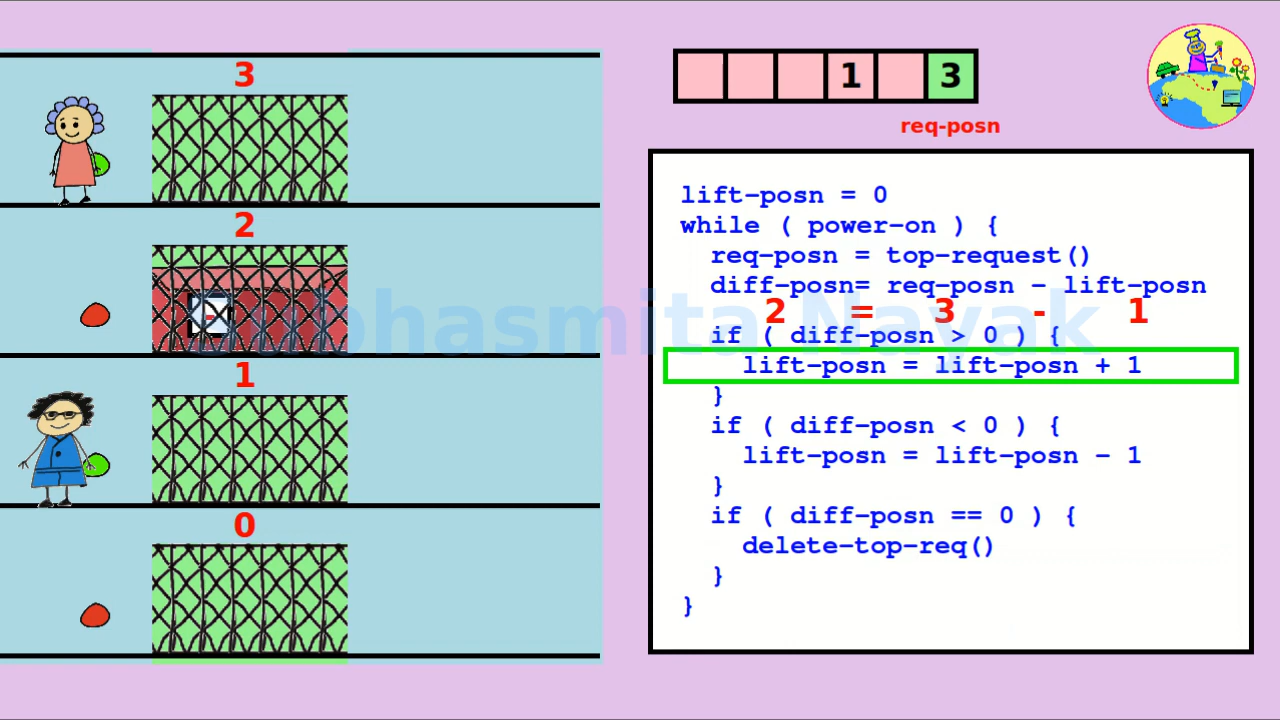 3
2
1
0
1 3
req-posn
lift-posn = 0
while ( power-on ) {
req-posn = top-request()
diff-posn= req-posn - lift-posn
2 = 3 - 1
if ( diff-posn > 0 ) {
lift-posn = lift-posn + 1
}
if ( diff-posn < 0 ) {
lift-posn = lift-posn - 1
}
if ( diff-posn == 0 ) {
delete-top-req()
}
}
Nayak